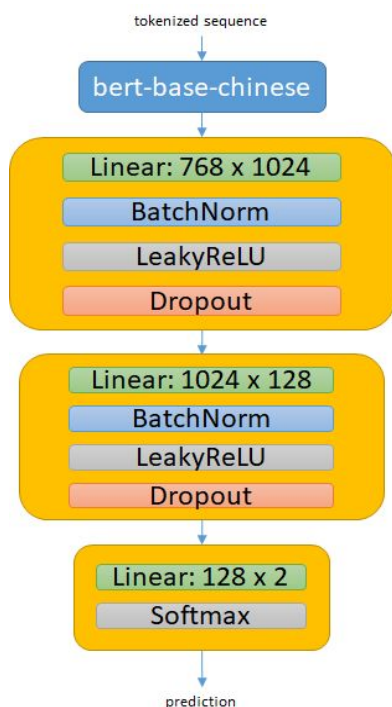 tokenized sequence
bert-base-chinese
Linear: 768 x 1024
BatchNorm
LeakyReLU
Dropout
Linear: 1024 x 128
BatchNorm
LeakyReLU
Dropout
Linear: 128 x 2
Softmax
prediction